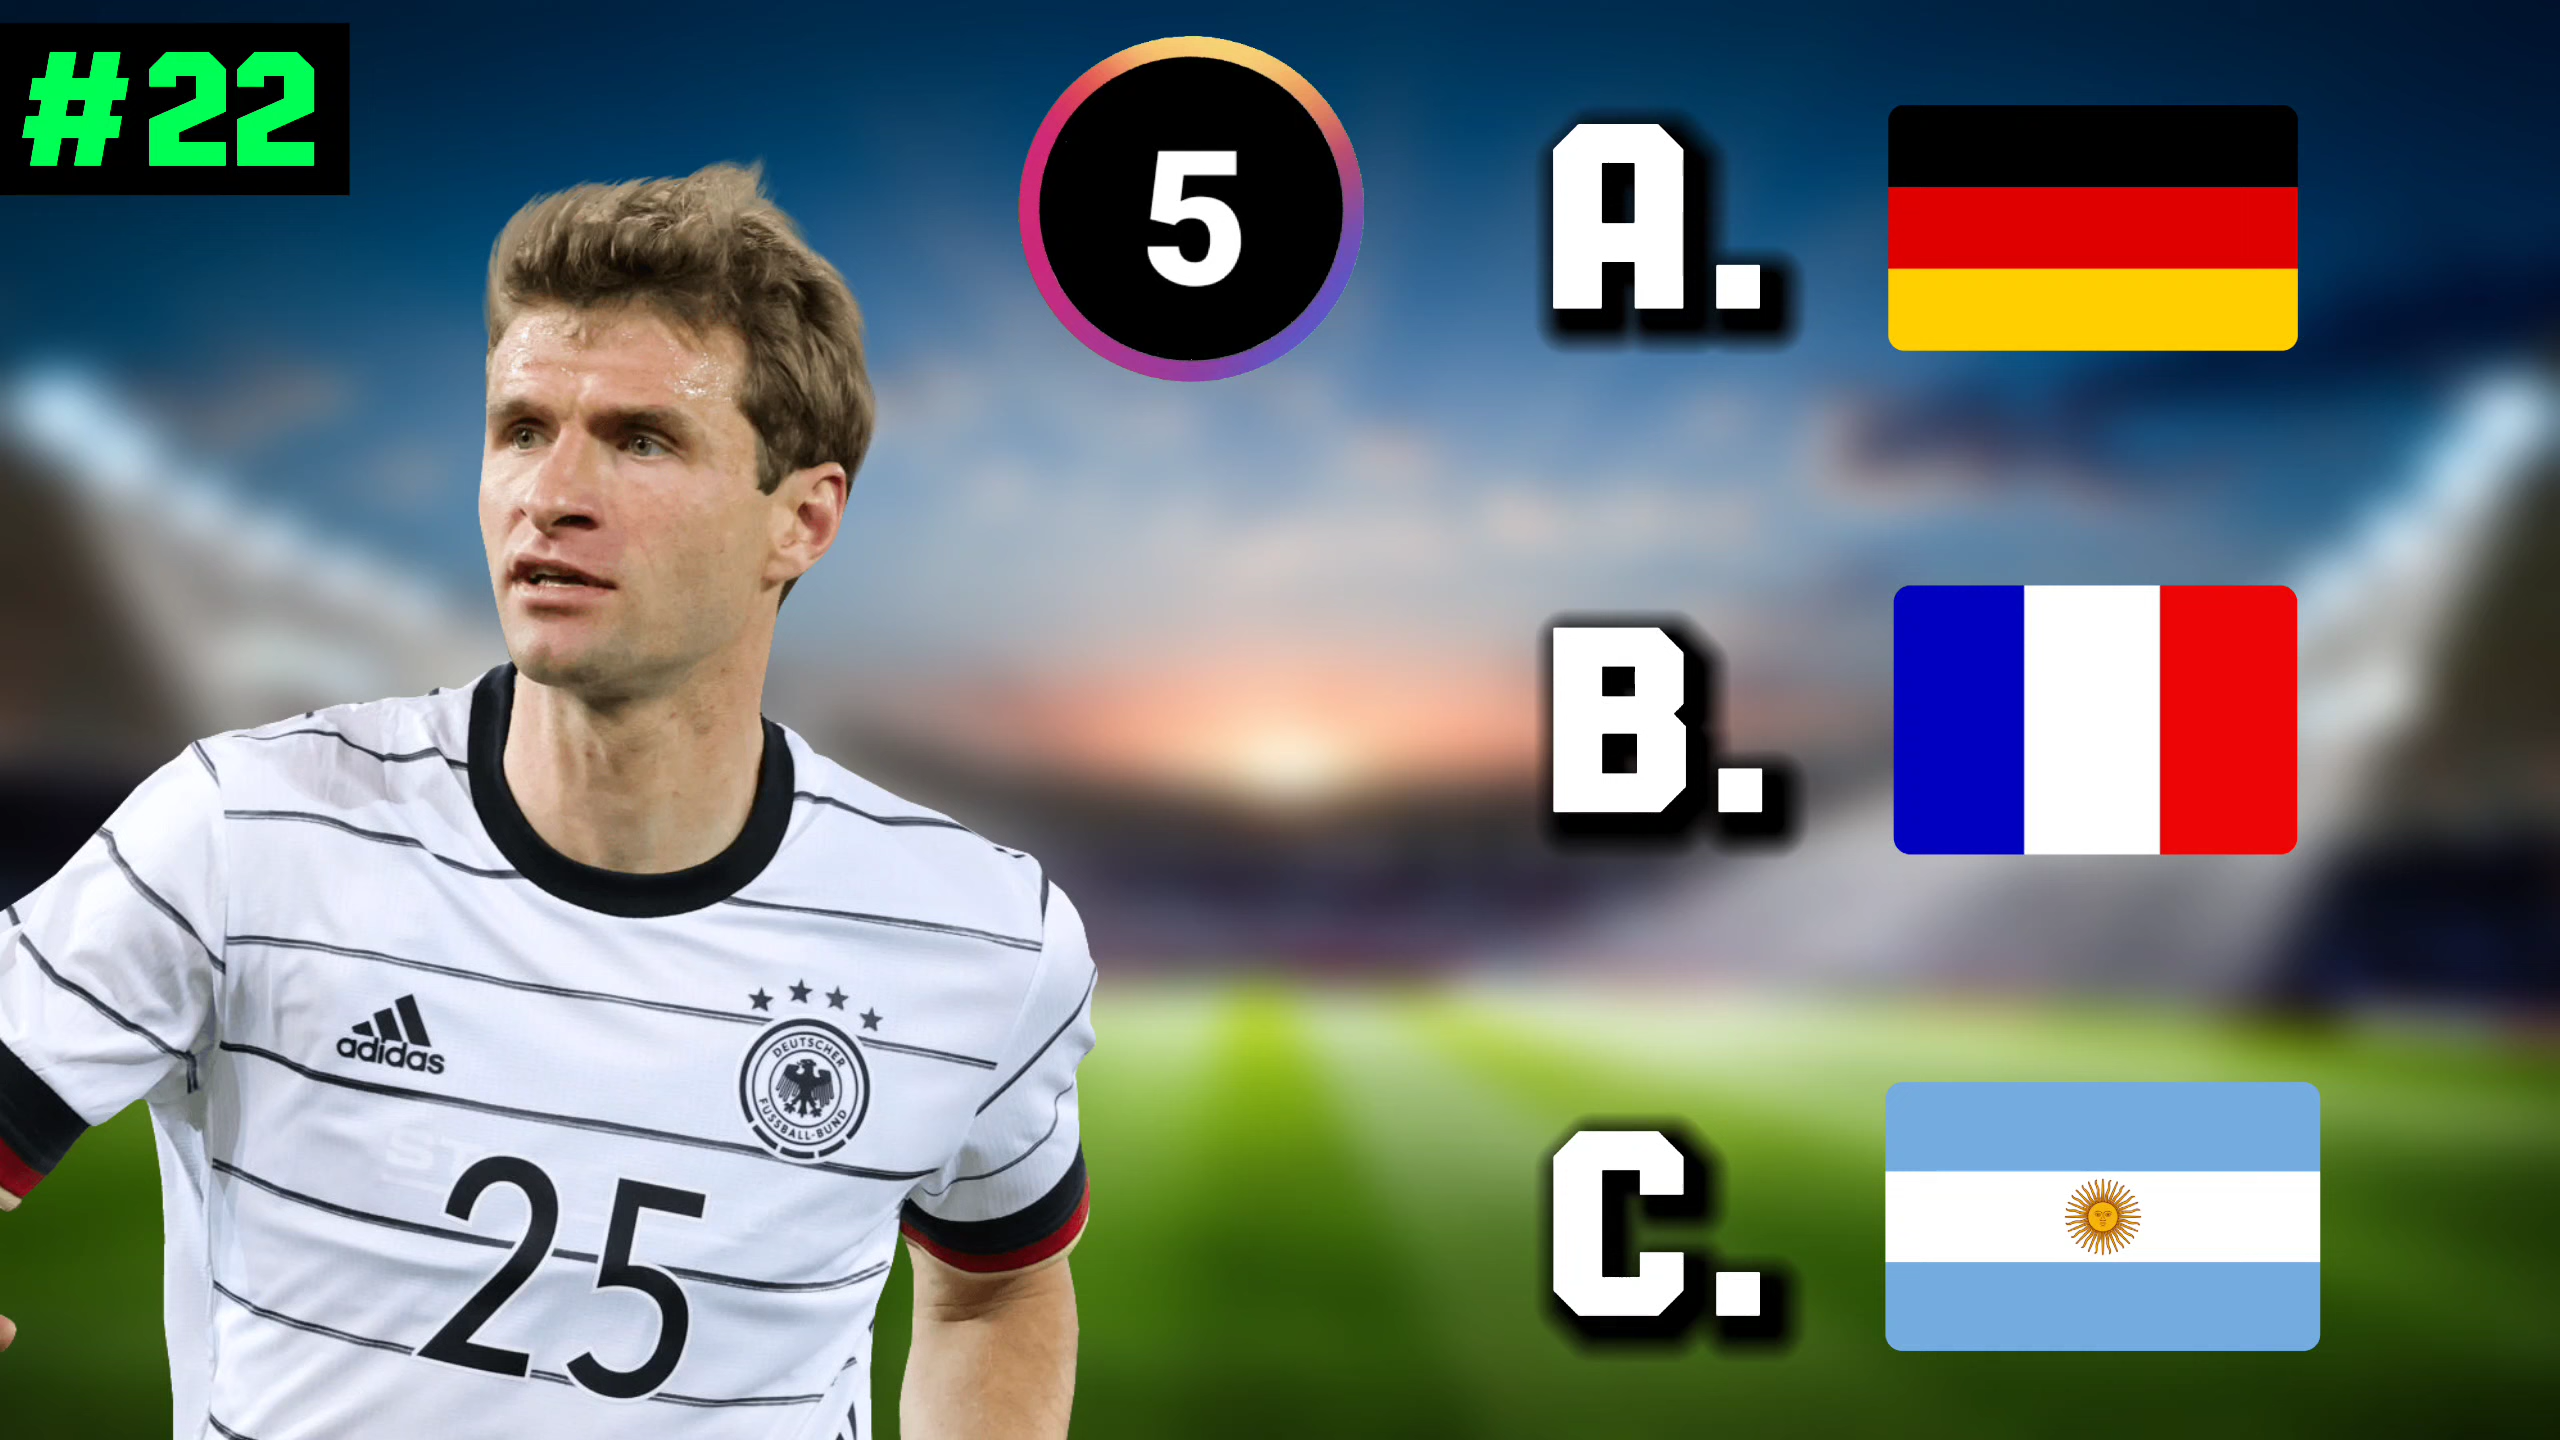 #22
5
A.
B.
C.
adidas
DEUTSCHER
FUSSBALL-BUND
25